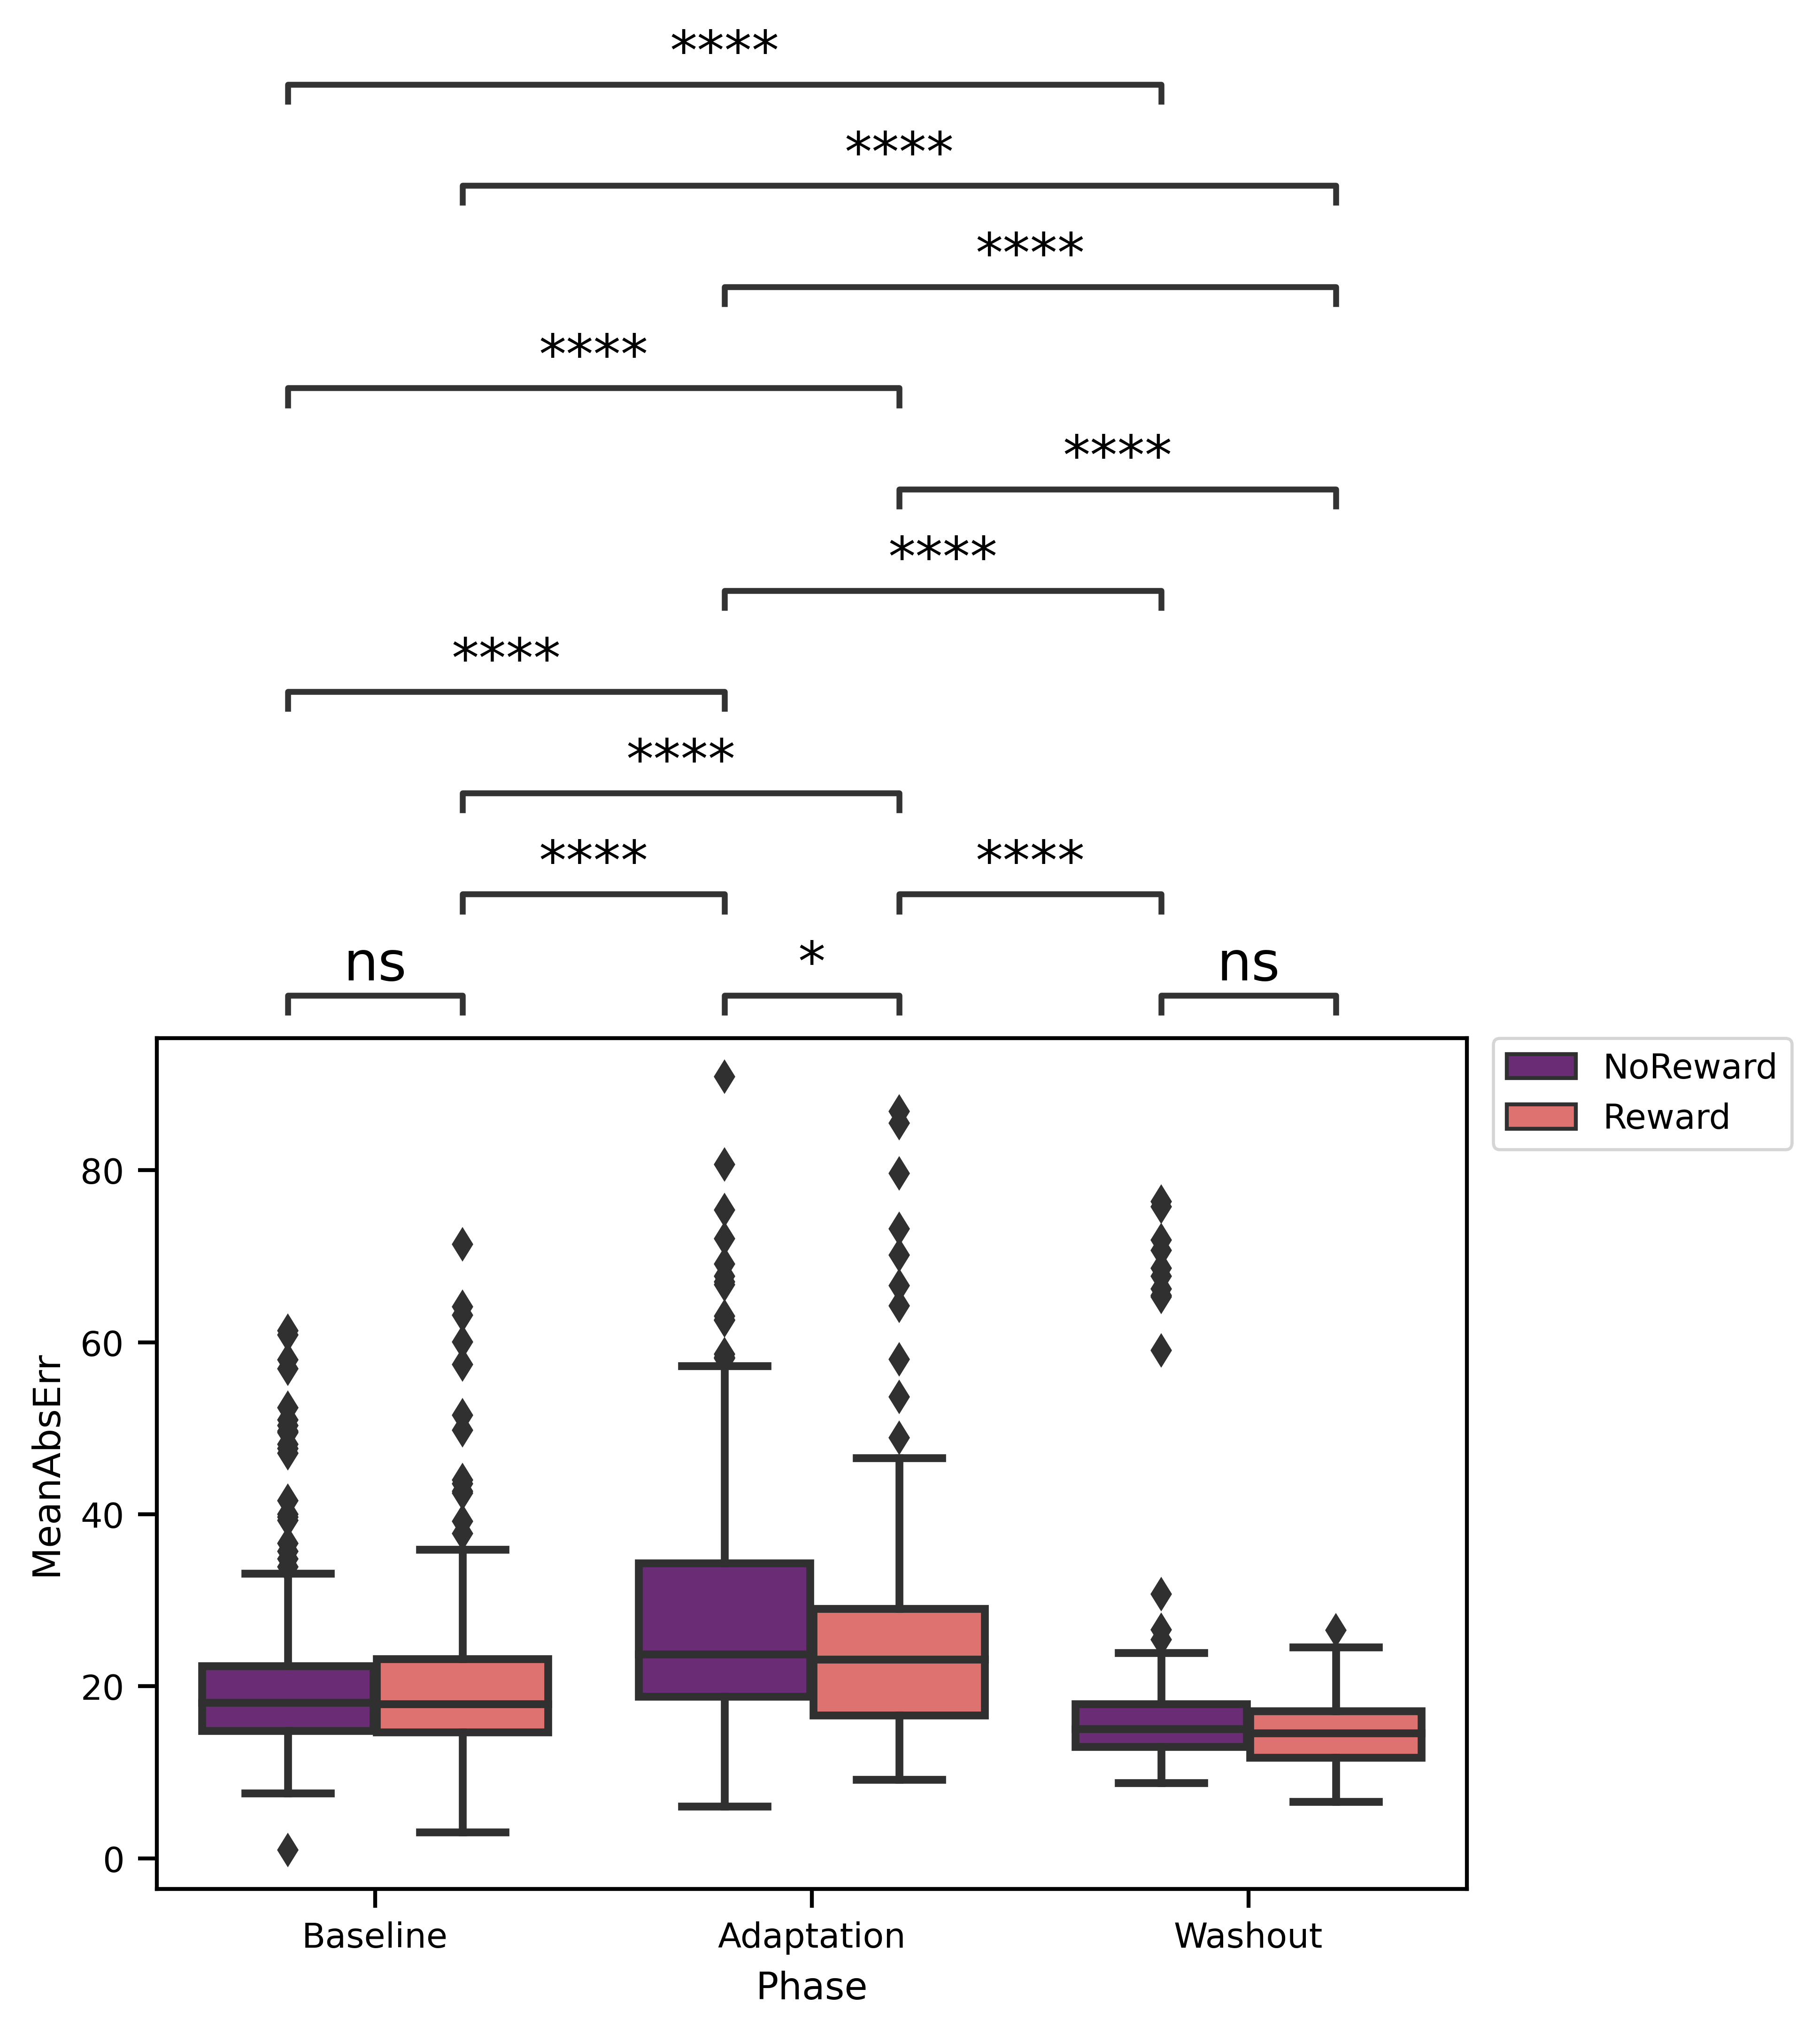 ****
****
****
****
****
****
****
****
**** ****
ns * ns
NoReward
Reward
80
60
40
20
0
MeanAbsErr
Baseline Adaptation Washout
Phase